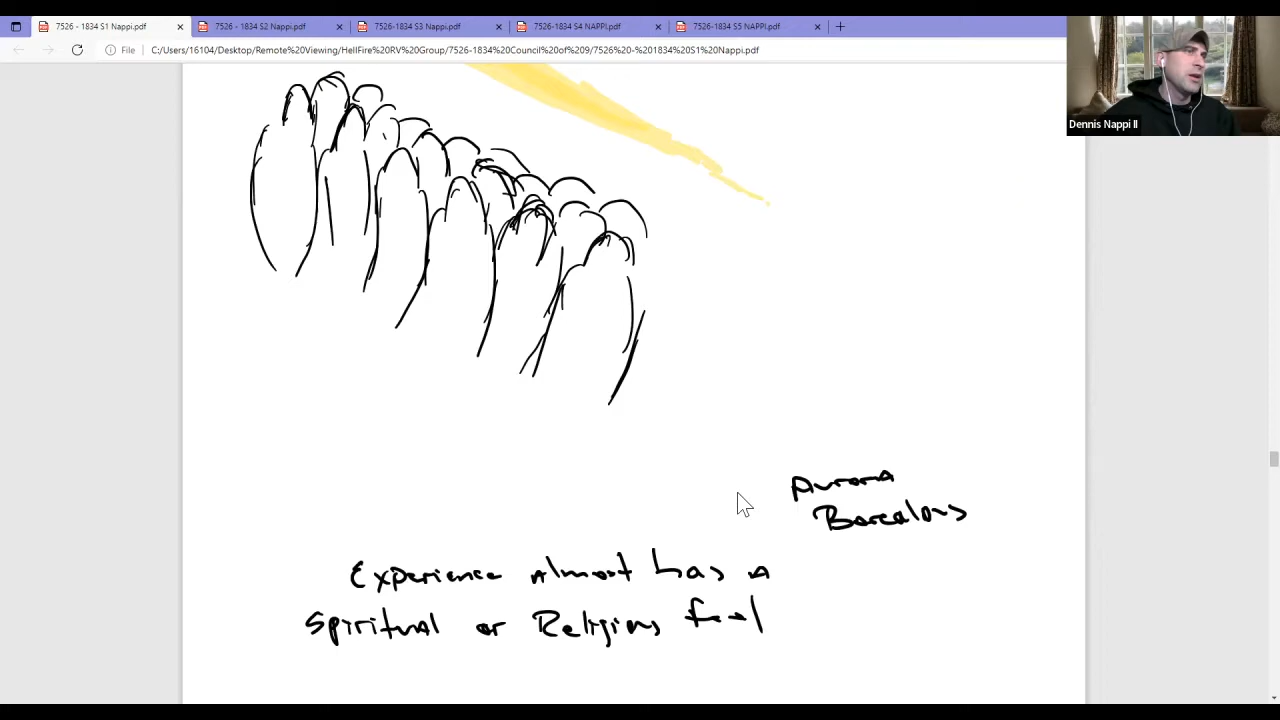 7526 - 1834 S1 Nappi.pdf
7526 - 1834 S2 Nappi.pdf
7526-1834 S3 Nappi.pdf
7526-1834 S4 NAPPI.pdf
7526-1834 S5 NAPPI.pdf
File
C:/Users/16104/Desktop/Remote%20Viewing/HellFire%20RV%20Group/7526-1834%20Council%20of%209/7526%20-%201834%20S1%20Nappi.pdf
Dennis Nappi II
Aurora
Experience Almost has A
Spiritual or Religious feel